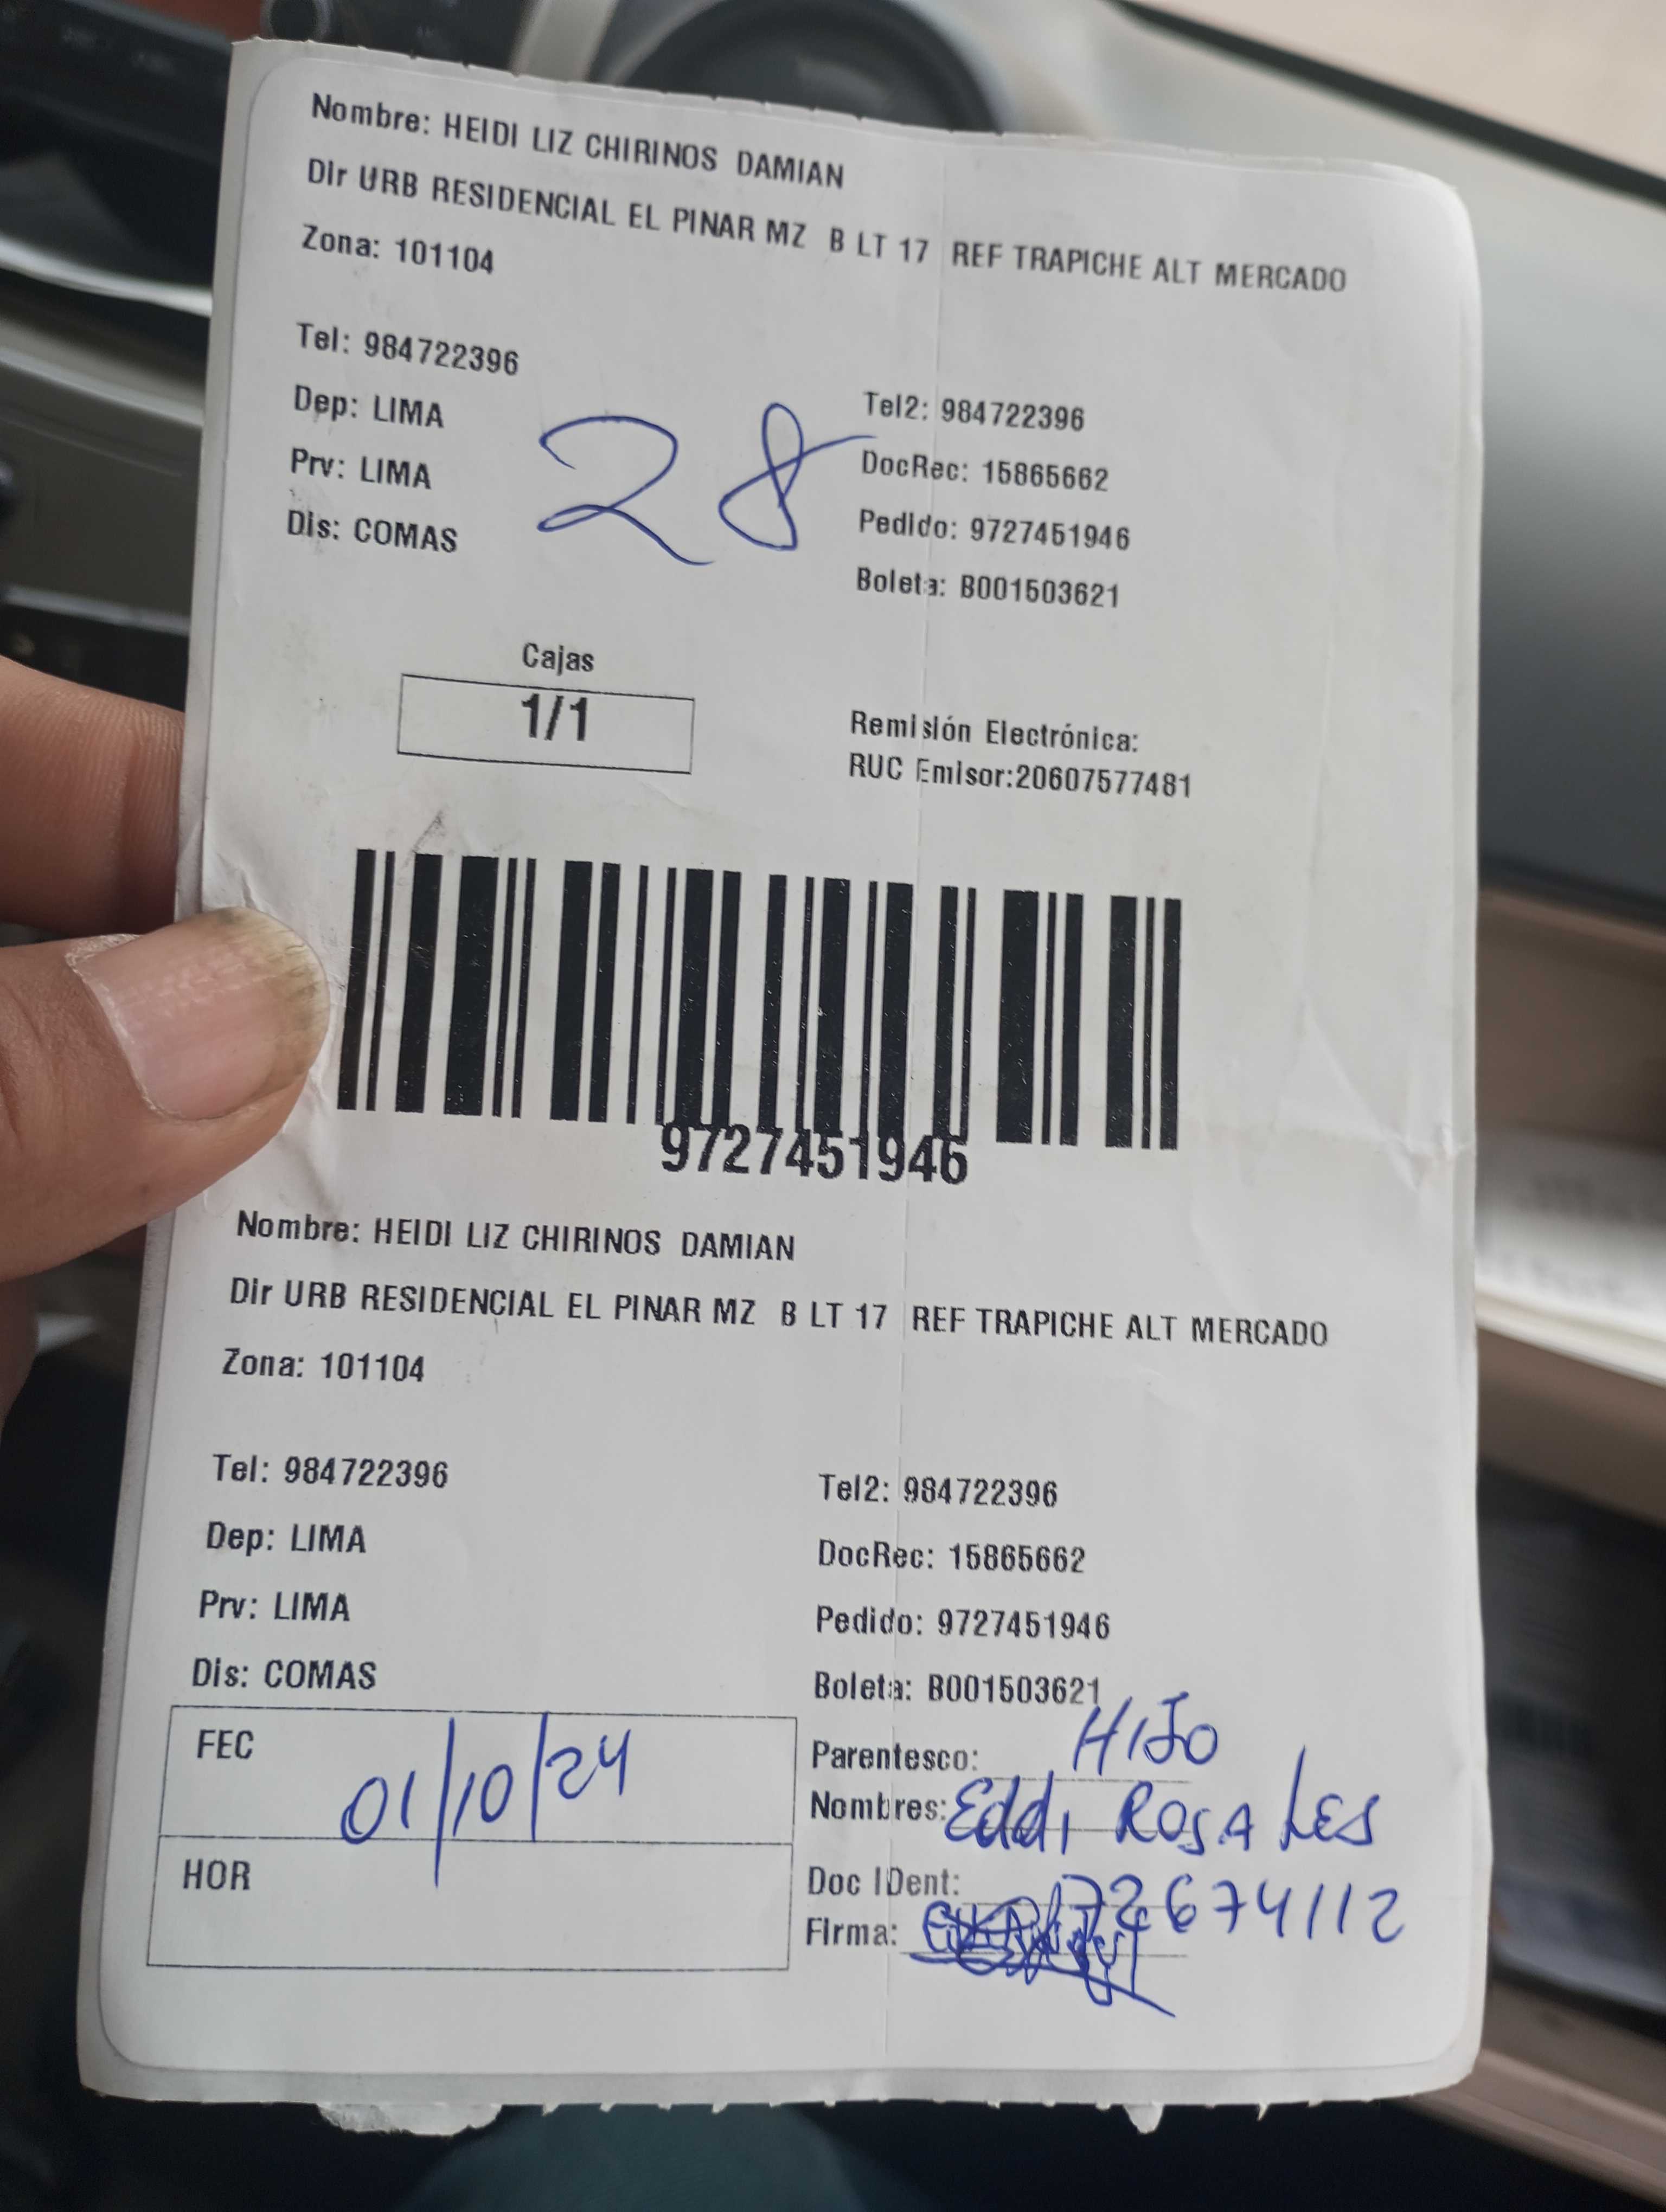 Nombre: HEIDI LIZ CHIRINOS DAMIAN
Dir URB RESIDENCIAL EL PINAR MZ B LT 17 REF TRAPICHE ALT MERCADO
Zona: 101104
Tel: 984722396
Tel2: 984722396
Dep: LIMA
28
DocRec: 15865662
Prv: LIMA
Pedido: 9727451946
Dis: COMAS
Boleta: B001503621
Cajas
1/1
Remisión Electrónica:
RUC Emisor:20607577481
9727451946
Nombre: HEIDI LIZ CHIRINOS DAMIAN
Dir URB RESIDENCIAL EL PINAR MZ B LT 17 REF TRAPICHE ALT MERCADO
Zona: 101104
Tel: 984722396
Tel2: 984722396
Dep: LIMA
DocRec: 15865662
Prv: LIMA
Pedido: 9727451946
Dis: COMAS
Boleta: B001503621
FEC 01/10/24
Parentesco: HIJO
Nombres: Eddi ROSALES
HOR
Doc IDent: 72674112
Firma: